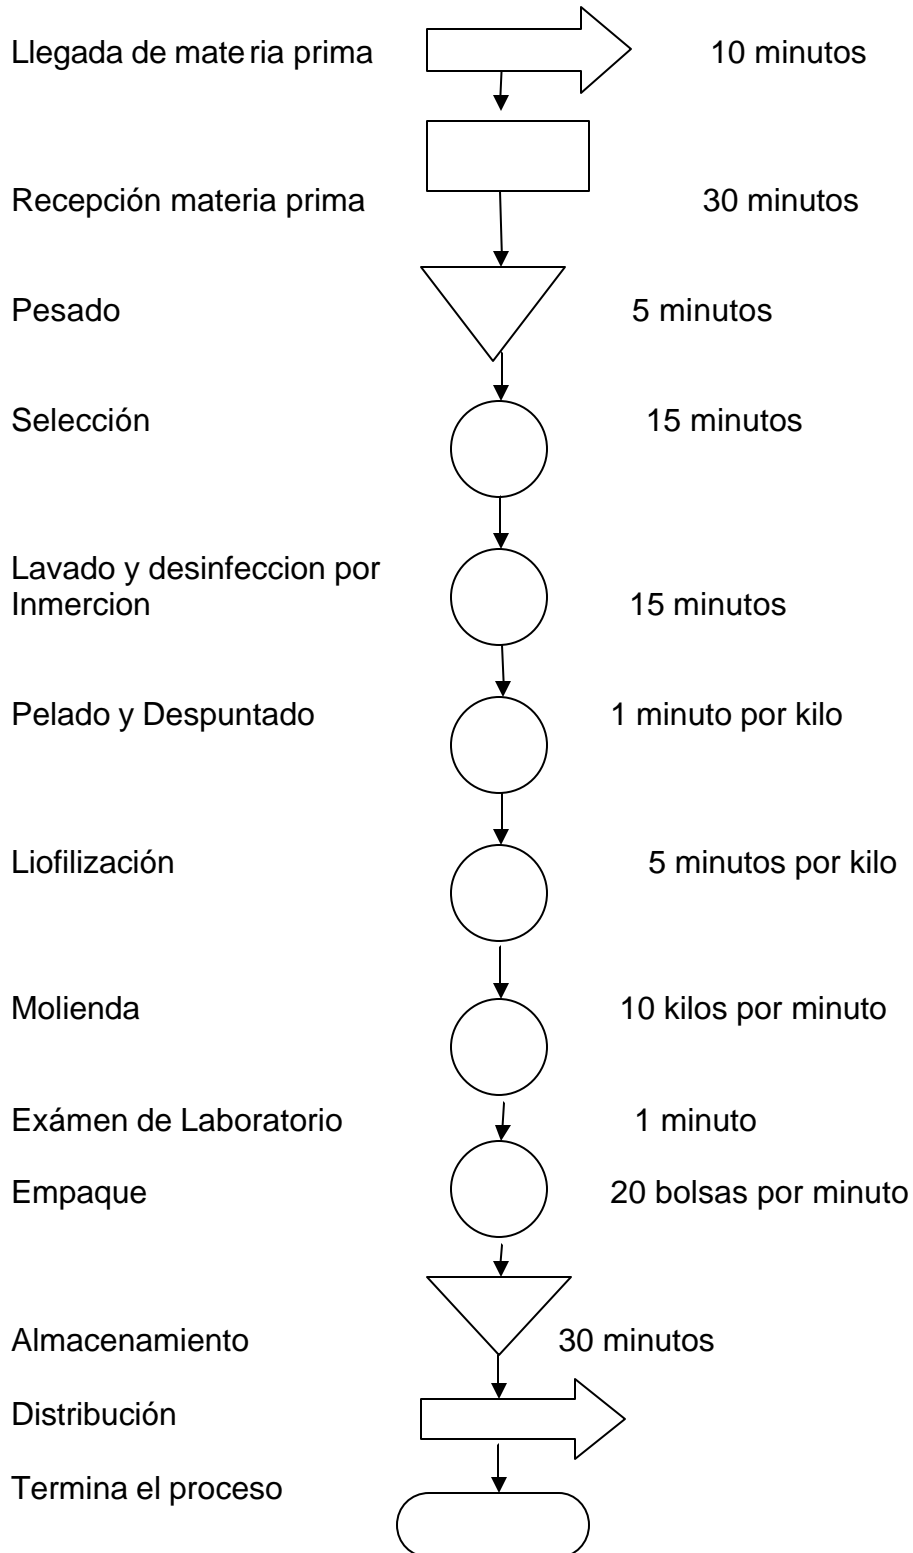 Llegada de materia prima 10 minutos
Recepción materia prima 30 minutos
Pesado 5 minutos
Selección 15 minutos
Lavado y desinfeccion por
Inmercion 15 minutos
Pelado y Despuntado 1 minuto por kilo
Liofilización 5 minutos por kilo
Molienda 10 kilos por minuto
Exámen de Laboratorio 1 minuto
Empaque 20 bolsas por minuto
Almacenamiento 30 minutos
Distribución
Termina el proceso